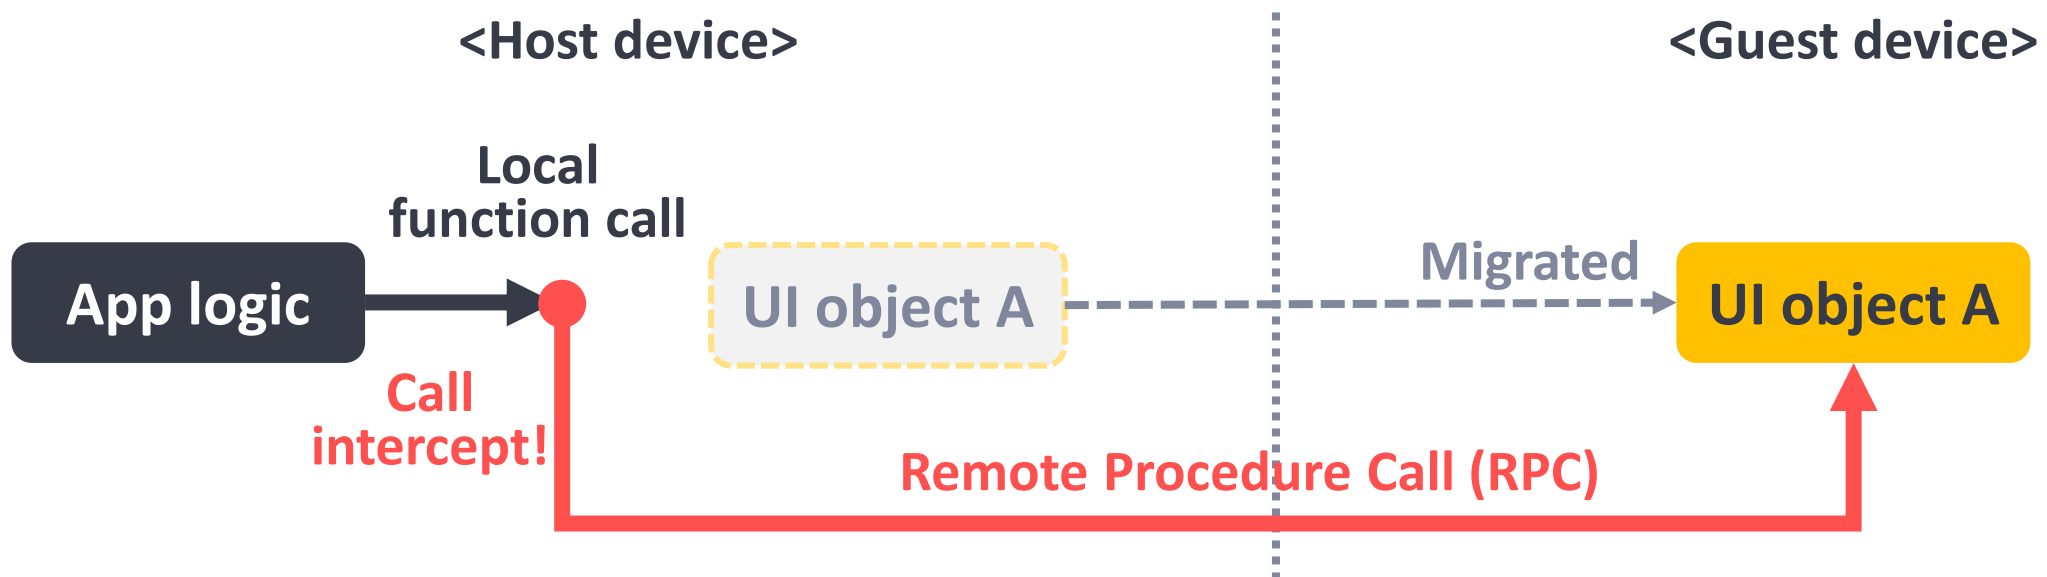 <Host device>
<Guest device>
Local
function call
App logic
UI object A
Migrated
UI object A
Call
intercept!
Remote Procedure Call (RPC)